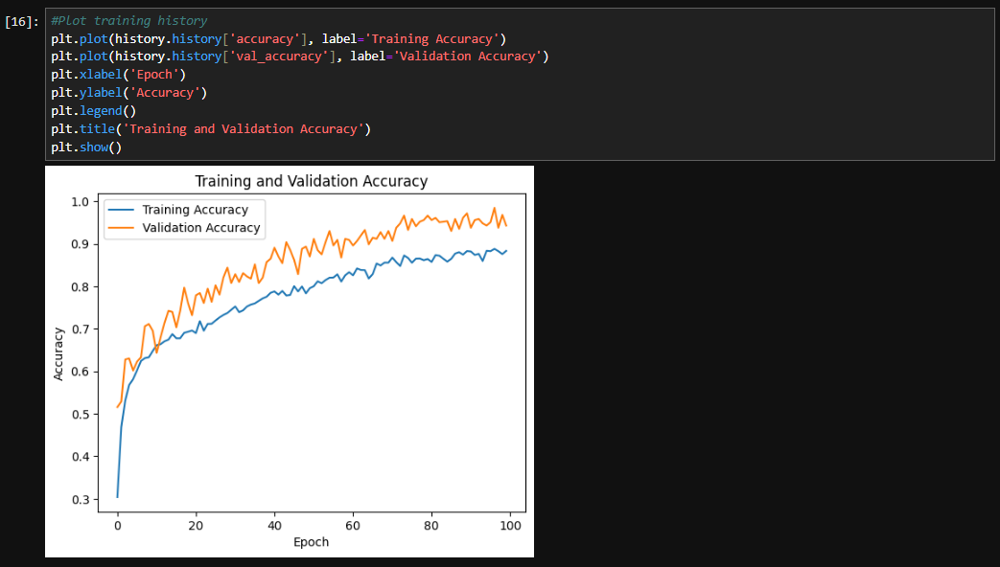 [16]:
#Plot training history
plt.plot(history.history['accuracy'], label='Training Accuracy')
plt.plot(history.history['val_accuracy'], label='Validation Accuracy')
plt.xlabel('Epoch')
plt.ylabel('Accuracy')
plt.legend()
plt.title('Training and Validation Accuracy')
plt.show()
Training and Validation Accuracy
Training Accuracy
Validation Accuracy
1.0
0.9
0.8
0.7
0.6
0.5
0.4
0.3
Accuracy
0 20 40 60 80 100
Epoch